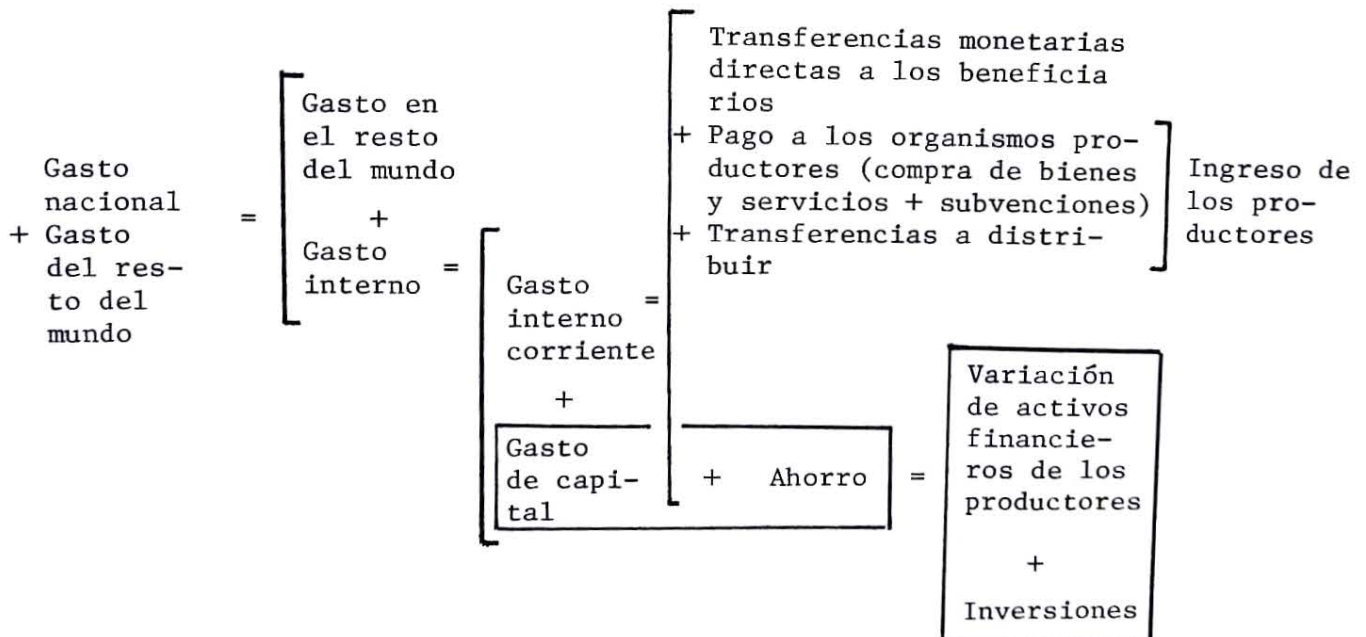 Gasto
nacional
+ Gasto
del res-
to del
mundo
=
Gasto en
el resto
del mundo
+
Gasto
interno
=
Gasto
interno
corriente
=
+
Gasto
de capi-
tal
Transferencias monetarias
directas a los beneficia
rios
+ Pago a los organismos pro-
ductores (compra de bienes
y servicios + subvenciones)
+ Transferencias a distri-
buir
Ingreso de
los pro-
ductores
+ Ahorro
=
Variación
de activos
financie-
ros de los
productores
+
Inversiones